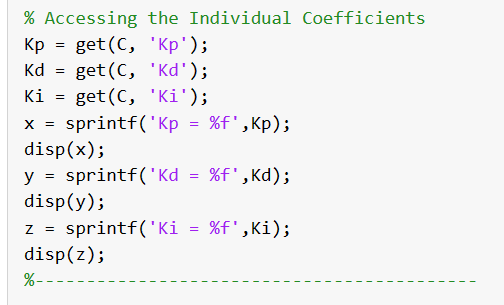 % Accessing the Individual Coefficients
Kp = get(C, 'Kp');
Kd = get(C, 'Kd');
Ki = get(C, 'Ki');
x = sprintf('Kp = %f',Kp);
disp(x);
y = sprintf('Kd = %f',Kd);
disp(y);
z = sprintf('Ki = %f',Ki);
disp(z);
%-------------------------------------------